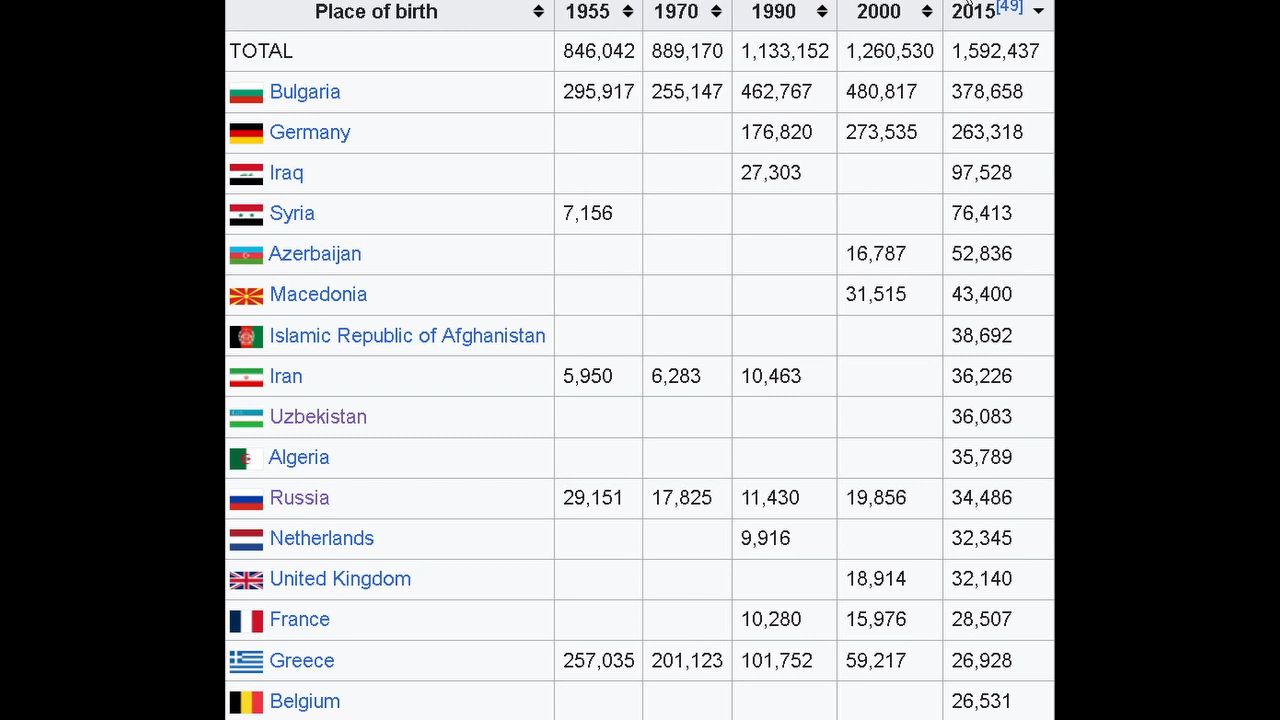 Place of birth 1955 1970 1990 2000 2015[49]
TOTAL 846,042 889,170 1,133,152 1,260,530 1,592,437
Bulgaria 295,917 255,147 462,767 480,817 378,658
Germany 176,820 273,535 263,318
Iraq 27,303 97,528
Syria 7,156 76,413
Azerbaijan 16,787 52,836
Macedonia 31,515 43,400
Islamic Republic of Afghanistan 38,692
Iran 5,950 6,283 10,463 36,226
Uzbekistan 36,083
Algeria 35,789
Russia 29,151 17,825 11,430 19,856 34,486
Netherlands 9,916 32,345
United Kingdom 18,914 32,140
France 10,280 15,976 28,507
Greece 257,035 101,752 59,217 26,928
Belgium 26,531